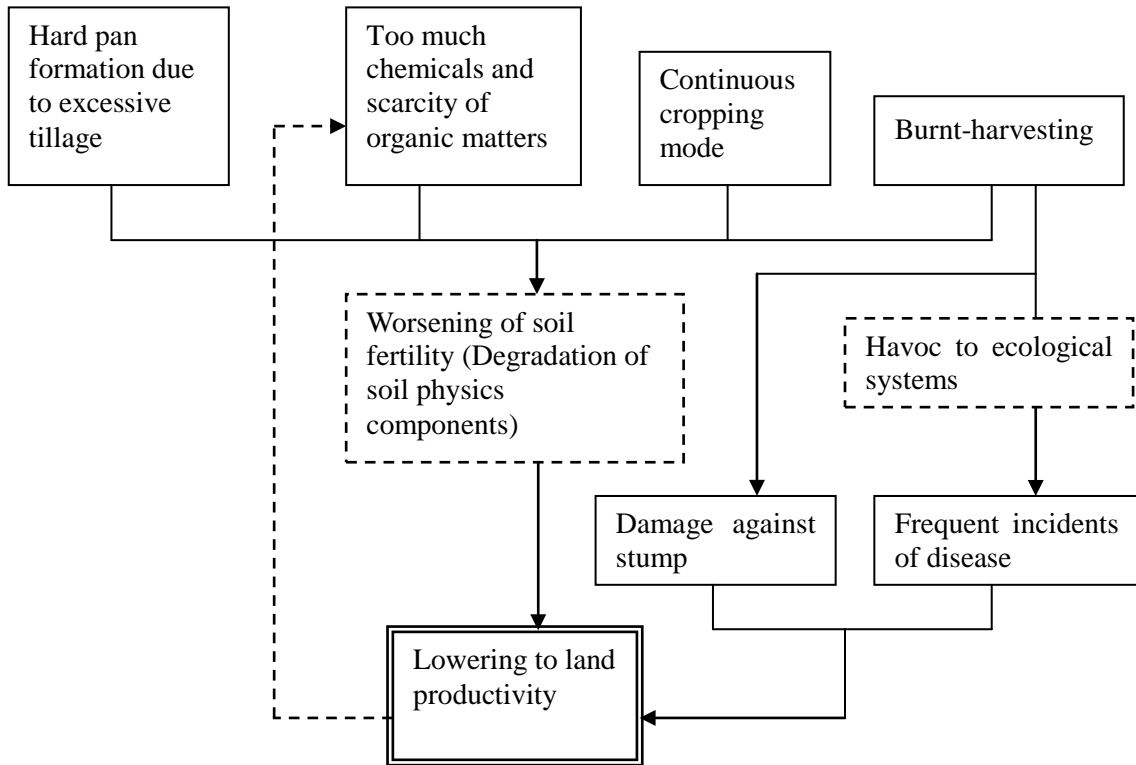 Hard pan
formation due
to excessive
tillage
Too much
chemicals and
scarcity of
organic matters
Continuous
cropping
mode
Burnt-harvesting
Worsening of soil
fertility (Degradation of
soil physics
components)
Havoc to ecological
systems
Damage against
stump
Frequent incidents
of disease
Lowering to land
productivity